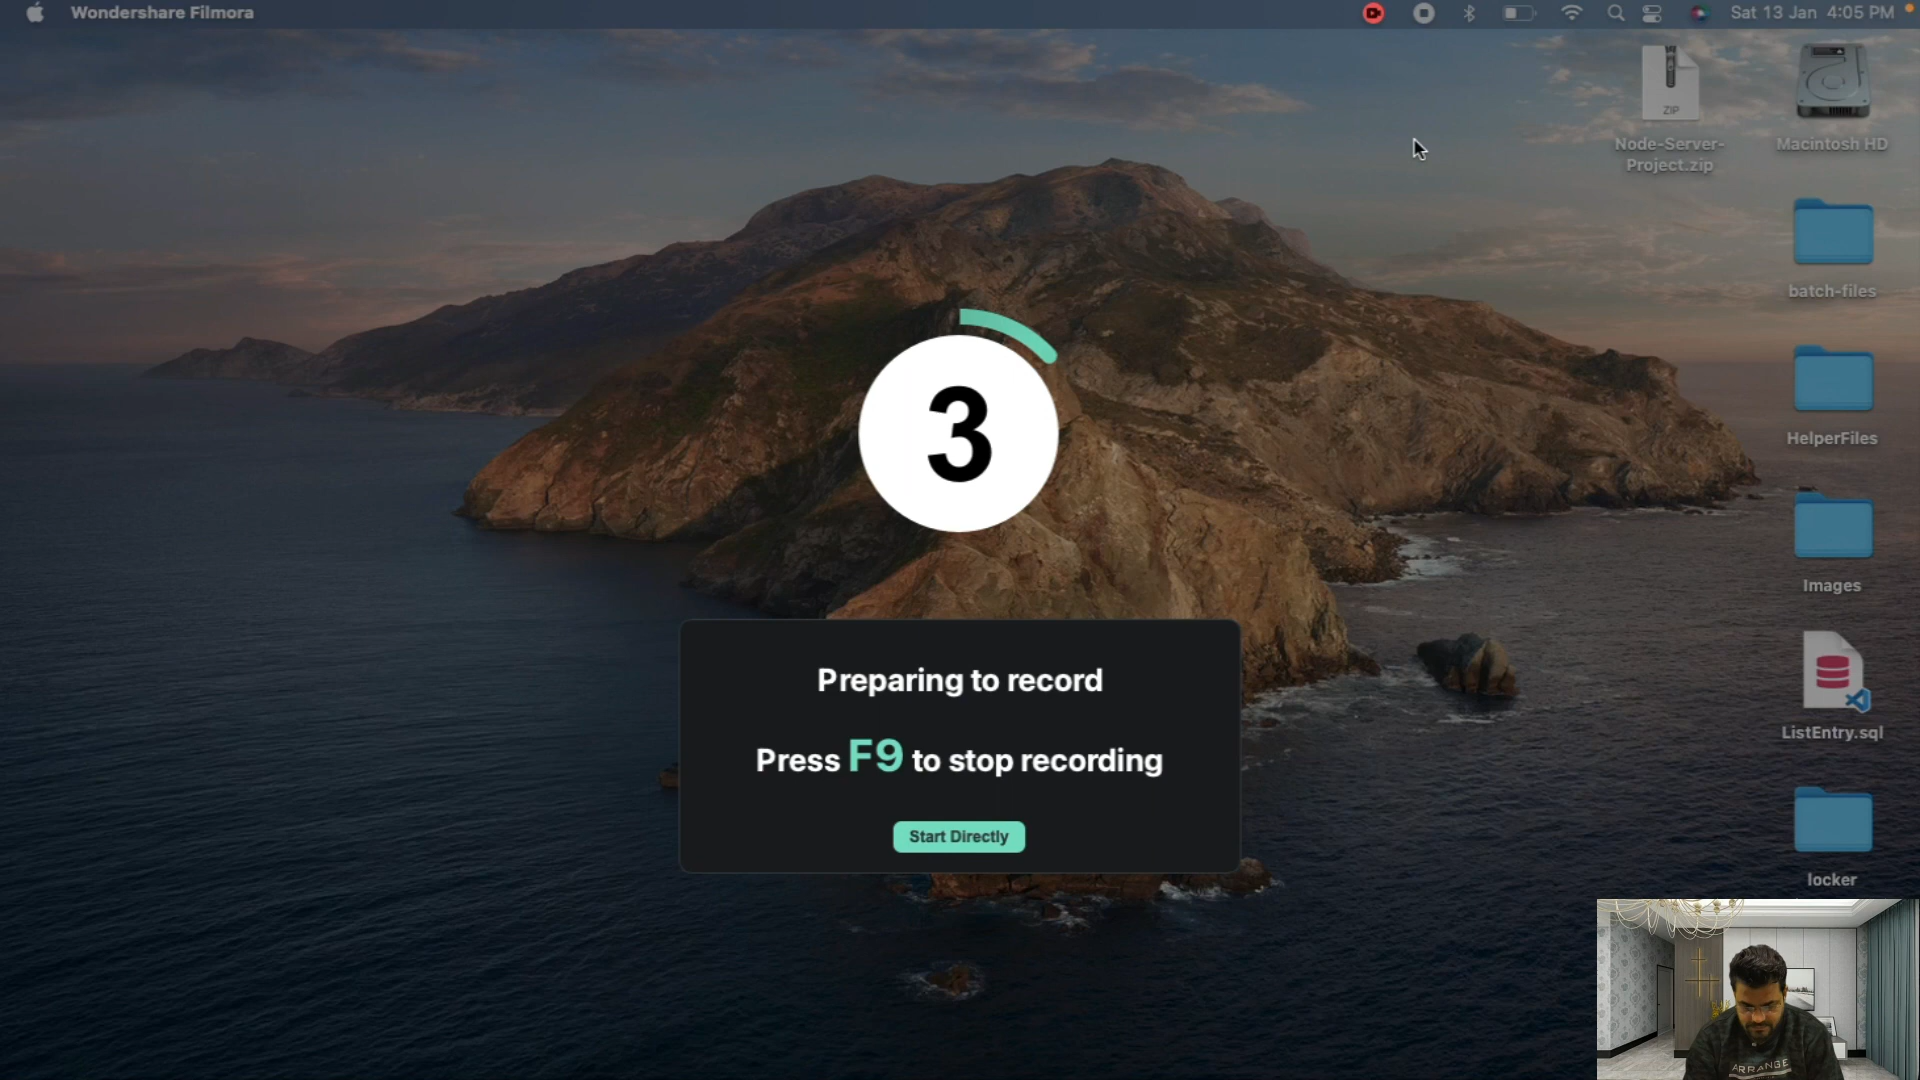 Wondershare Filmora
Sat 13 Jan 4:05 PM
ZIP
Node-Server-
Project.zip
Macintosh HD
batch-files
HelperFiles
Images
ListEntry.sql
locker
3
Preparing to record
Press F9 to stop recording
Start Directly
ARRANGE